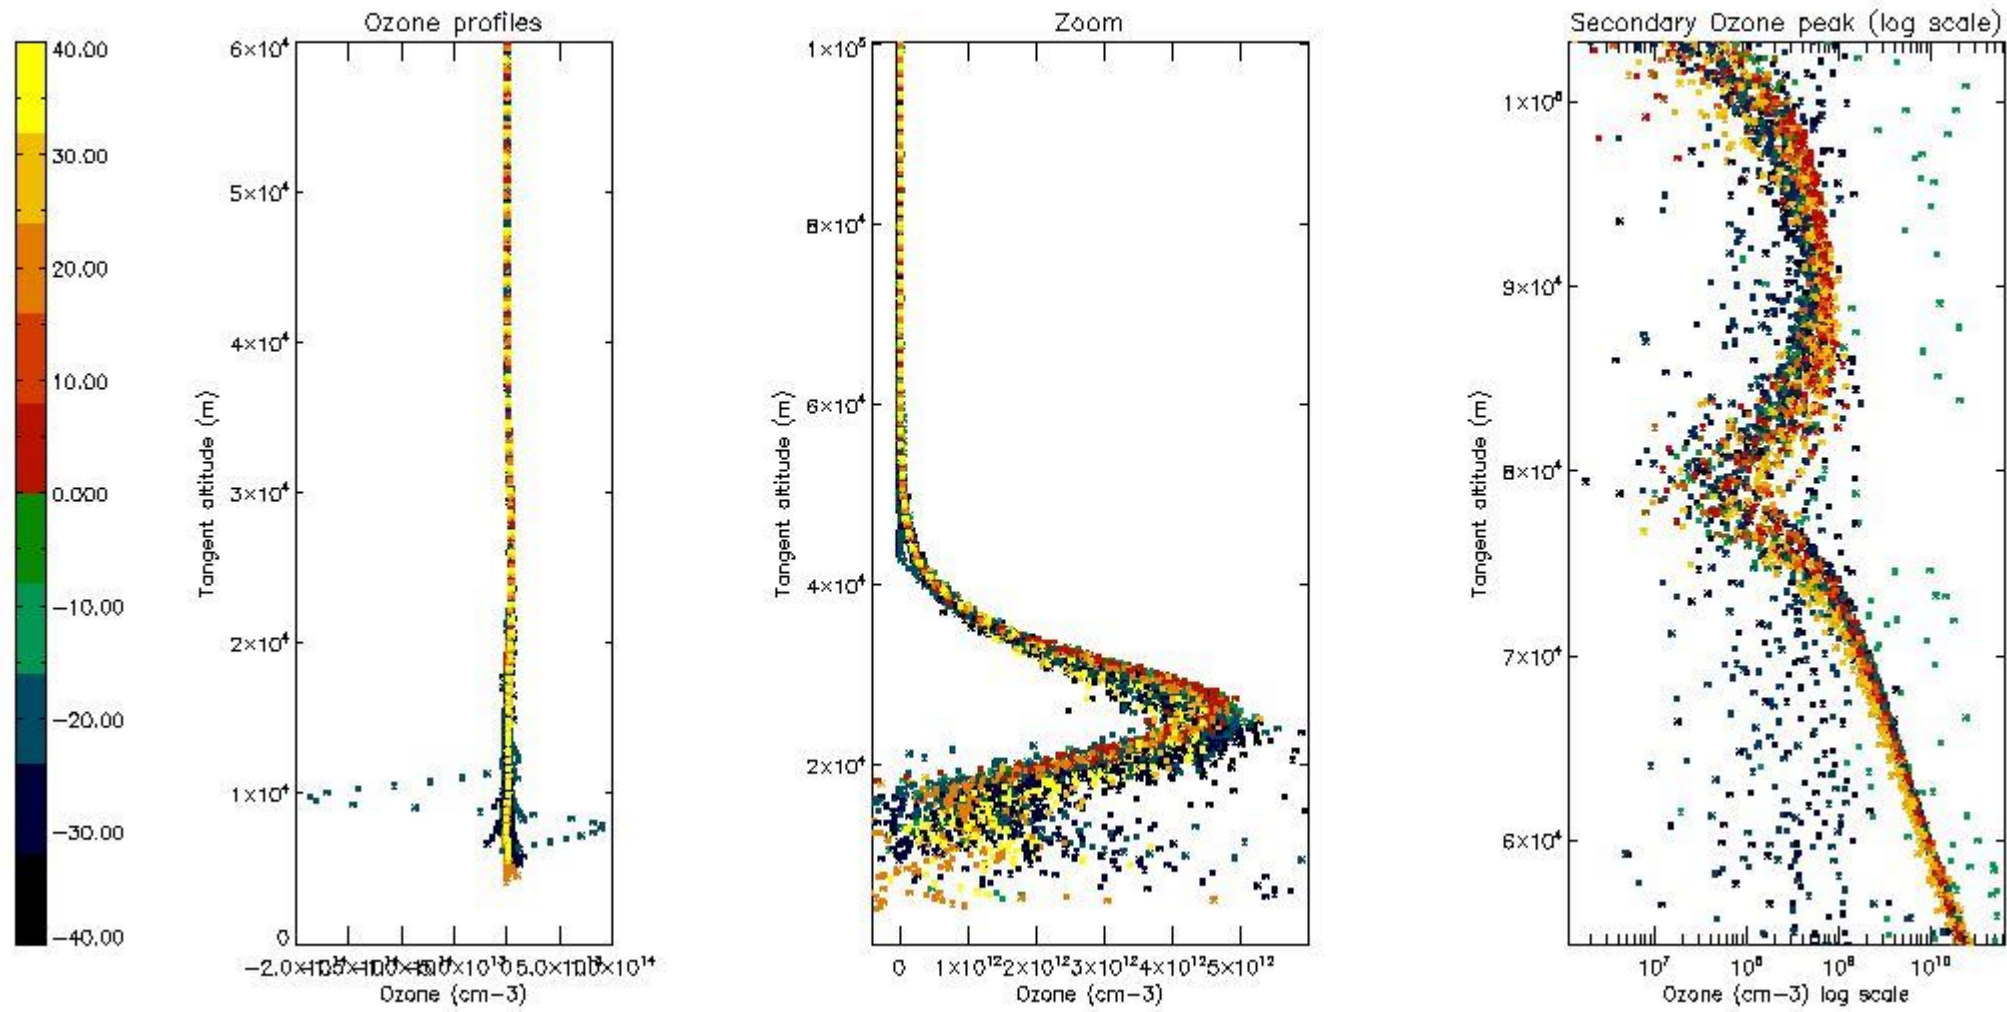 Ozone profiles
Zoom
Secondary Ozone peak (log scale)
40.00
30.00
20.00
10.00
0.000
−10.00
−20.00
−30.00
−40.00
6×10⁴
5×10⁴
4×10⁴
3×10⁴
2×10⁴
1×10⁴
0
Tangent altitude (m)
5.0×10¹³
Ozone (cm−3)
1×10⁵
8×10⁴
6×10⁴
4×10⁴
2×10⁴
Tangent altitude (m)
0 1×10¹² 2×10¹² 3×10¹² 4×10¹² 5×10¹²
Ozone (cm−3)
1×10⁵
9×10⁴
8×10⁴
7×10⁴
6×10⁴
Tangent altitude (m)
10⁷ 10⁸ 10⁹ 10¹⁰
Ozone (cm−3) log scale